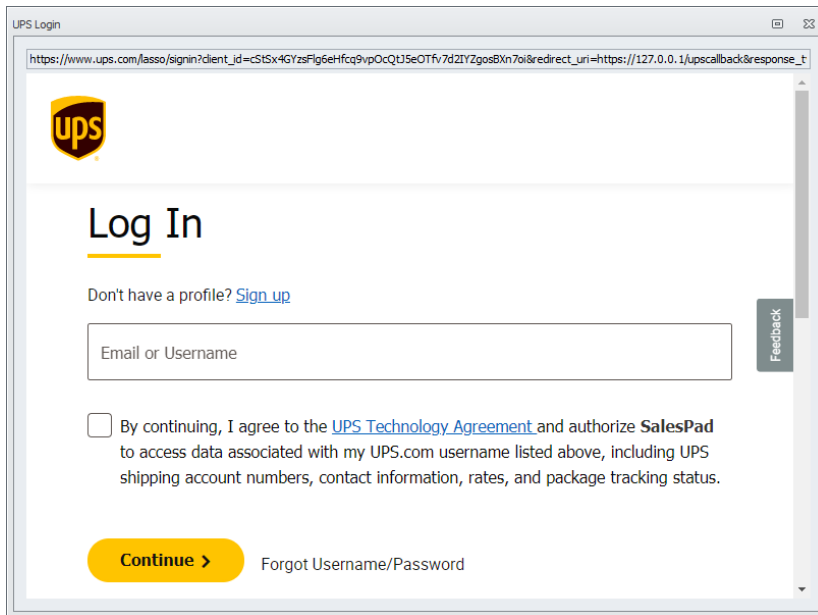 UPS Login
https://www.ups.com/lasso/signin?client_id=cStSx4GYzsFlg6eHfcq9vpOcQtJ5eOTfv7d2IYZgosBXn7oi&redirect_uri=https://127.0.0.1/upscallback&response_t
ups
Log In
Don't have a profile? Sign up
Feedback
Email or Username
By continuing, I agree to the UPS Technology Agreement and authorize SalesPad
to access data associated with my UPS.com username listed above, including UPS
shipping account numbers, contact information, rates, and package tracking status.
Continue
Forgot Username/Password